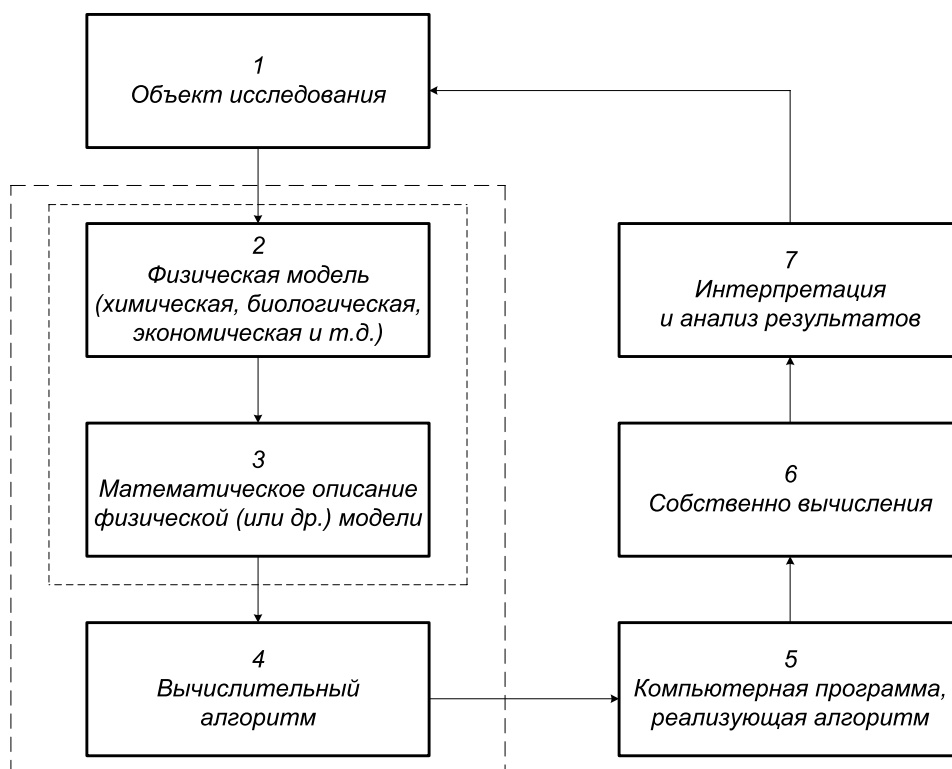 1
Объект исследования
2
Физическая модель
(химическая, биологическая,
экономическая и т.д.)
3
Математическое описание
физической (или др.) модели
4
Вычислительный
алгоритм
5
Компьютерная программа,
реализующая алгоритм
6
Собственно вычисления
7
Интерпретация
и анализ результатов